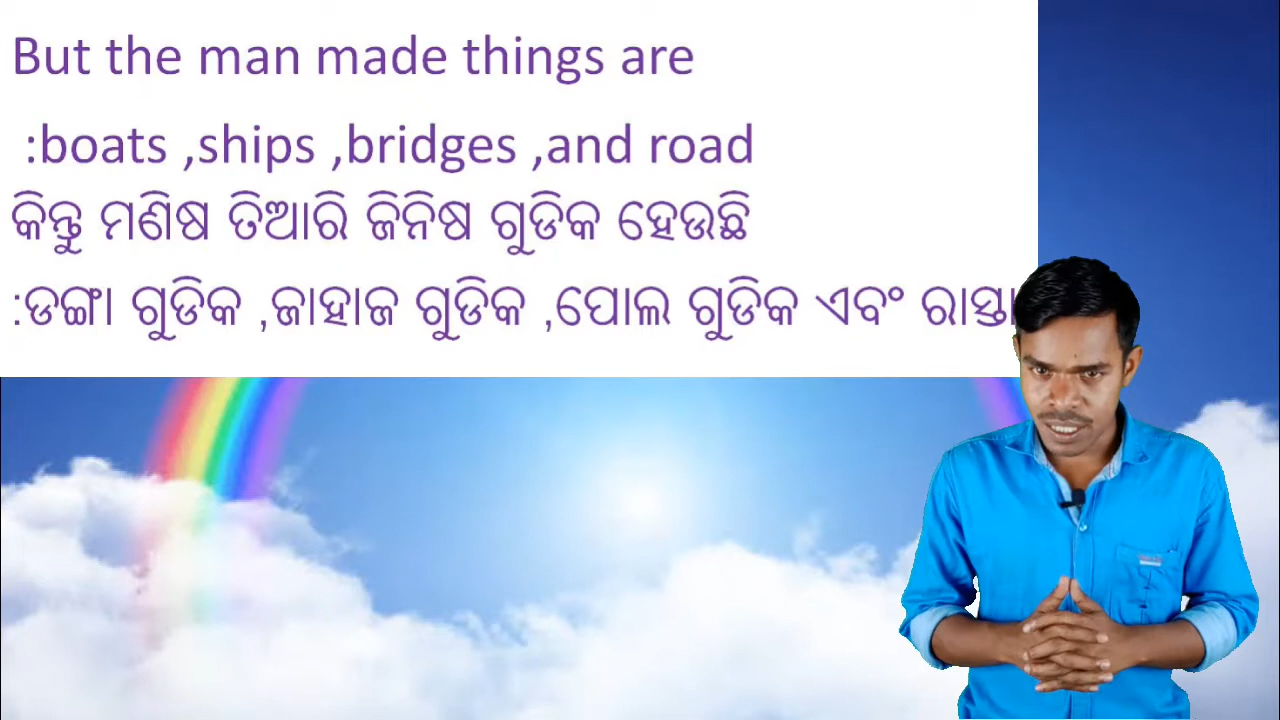 But the man made things are
:boats ,ships ,bridges ,and road
କିନ୍ତୁ ମଣିଷ ତିଆରି ଜିନିଷ ଗୁଡିକ ହେଉଛି
:ଡଙ୍ଗା ଗୁଡିକ ,ଜାହାଜ ଗୁଡିକ ,ପୋଲ ଗୁଡିକ ଏବଂ ରାସ୍ତା